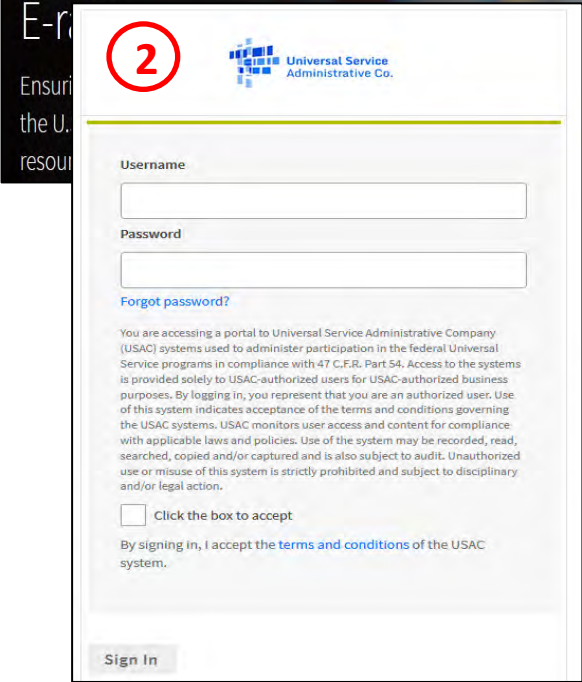 E-ra
2
Universal Service
Administrative Co.
Ensuri
the U.
resour
Username
Password
Forgot password?
You are accessing a portal to Universal Service Administrative Company
(USAC) systems used to administer participation in the federal Universal
Service programs in compliance with 47 C.F.R. Part 54. Access to the systems
is provided solely to USAC-authorized users for USAC-authorized business
purposes. By logging in, you represent that you are an authorized user. Use
of this system indicates acceptance of the terms and conditions governing
the USAC systems. USAC monitors user access and content for compliance
with applicable laws and policies. Use of the system may be recorded, read,
searched, copied and/or captured and is also subject to audit. Unauthorized
use or misuse of this system is strictly prohibited and subject to disciplinary
and/or legal action.
Click the box to accept
By signing in, I accept the terms and conditions of the USAC
system.
Sign In